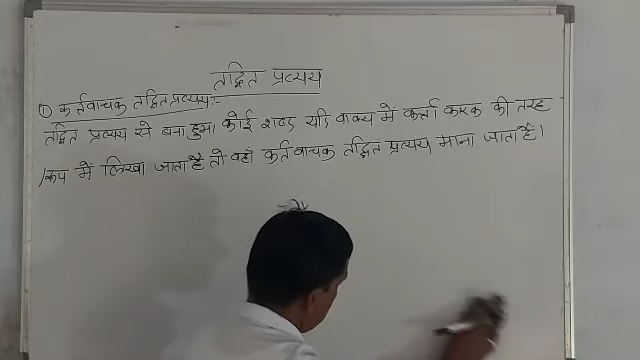 तद्धित प्रत्यय
① कर्तृवाचक तद्धित प्रत्यय:-
तद्धित प्रत्यय से बना हुआ कोई शब्द यदि वाक्य में कर्त्ता कारक की तरह
रूप में लिखा जाता है तो वहाँ कर्तृवाचक तद्धित प्रत्यय माना जाता है।